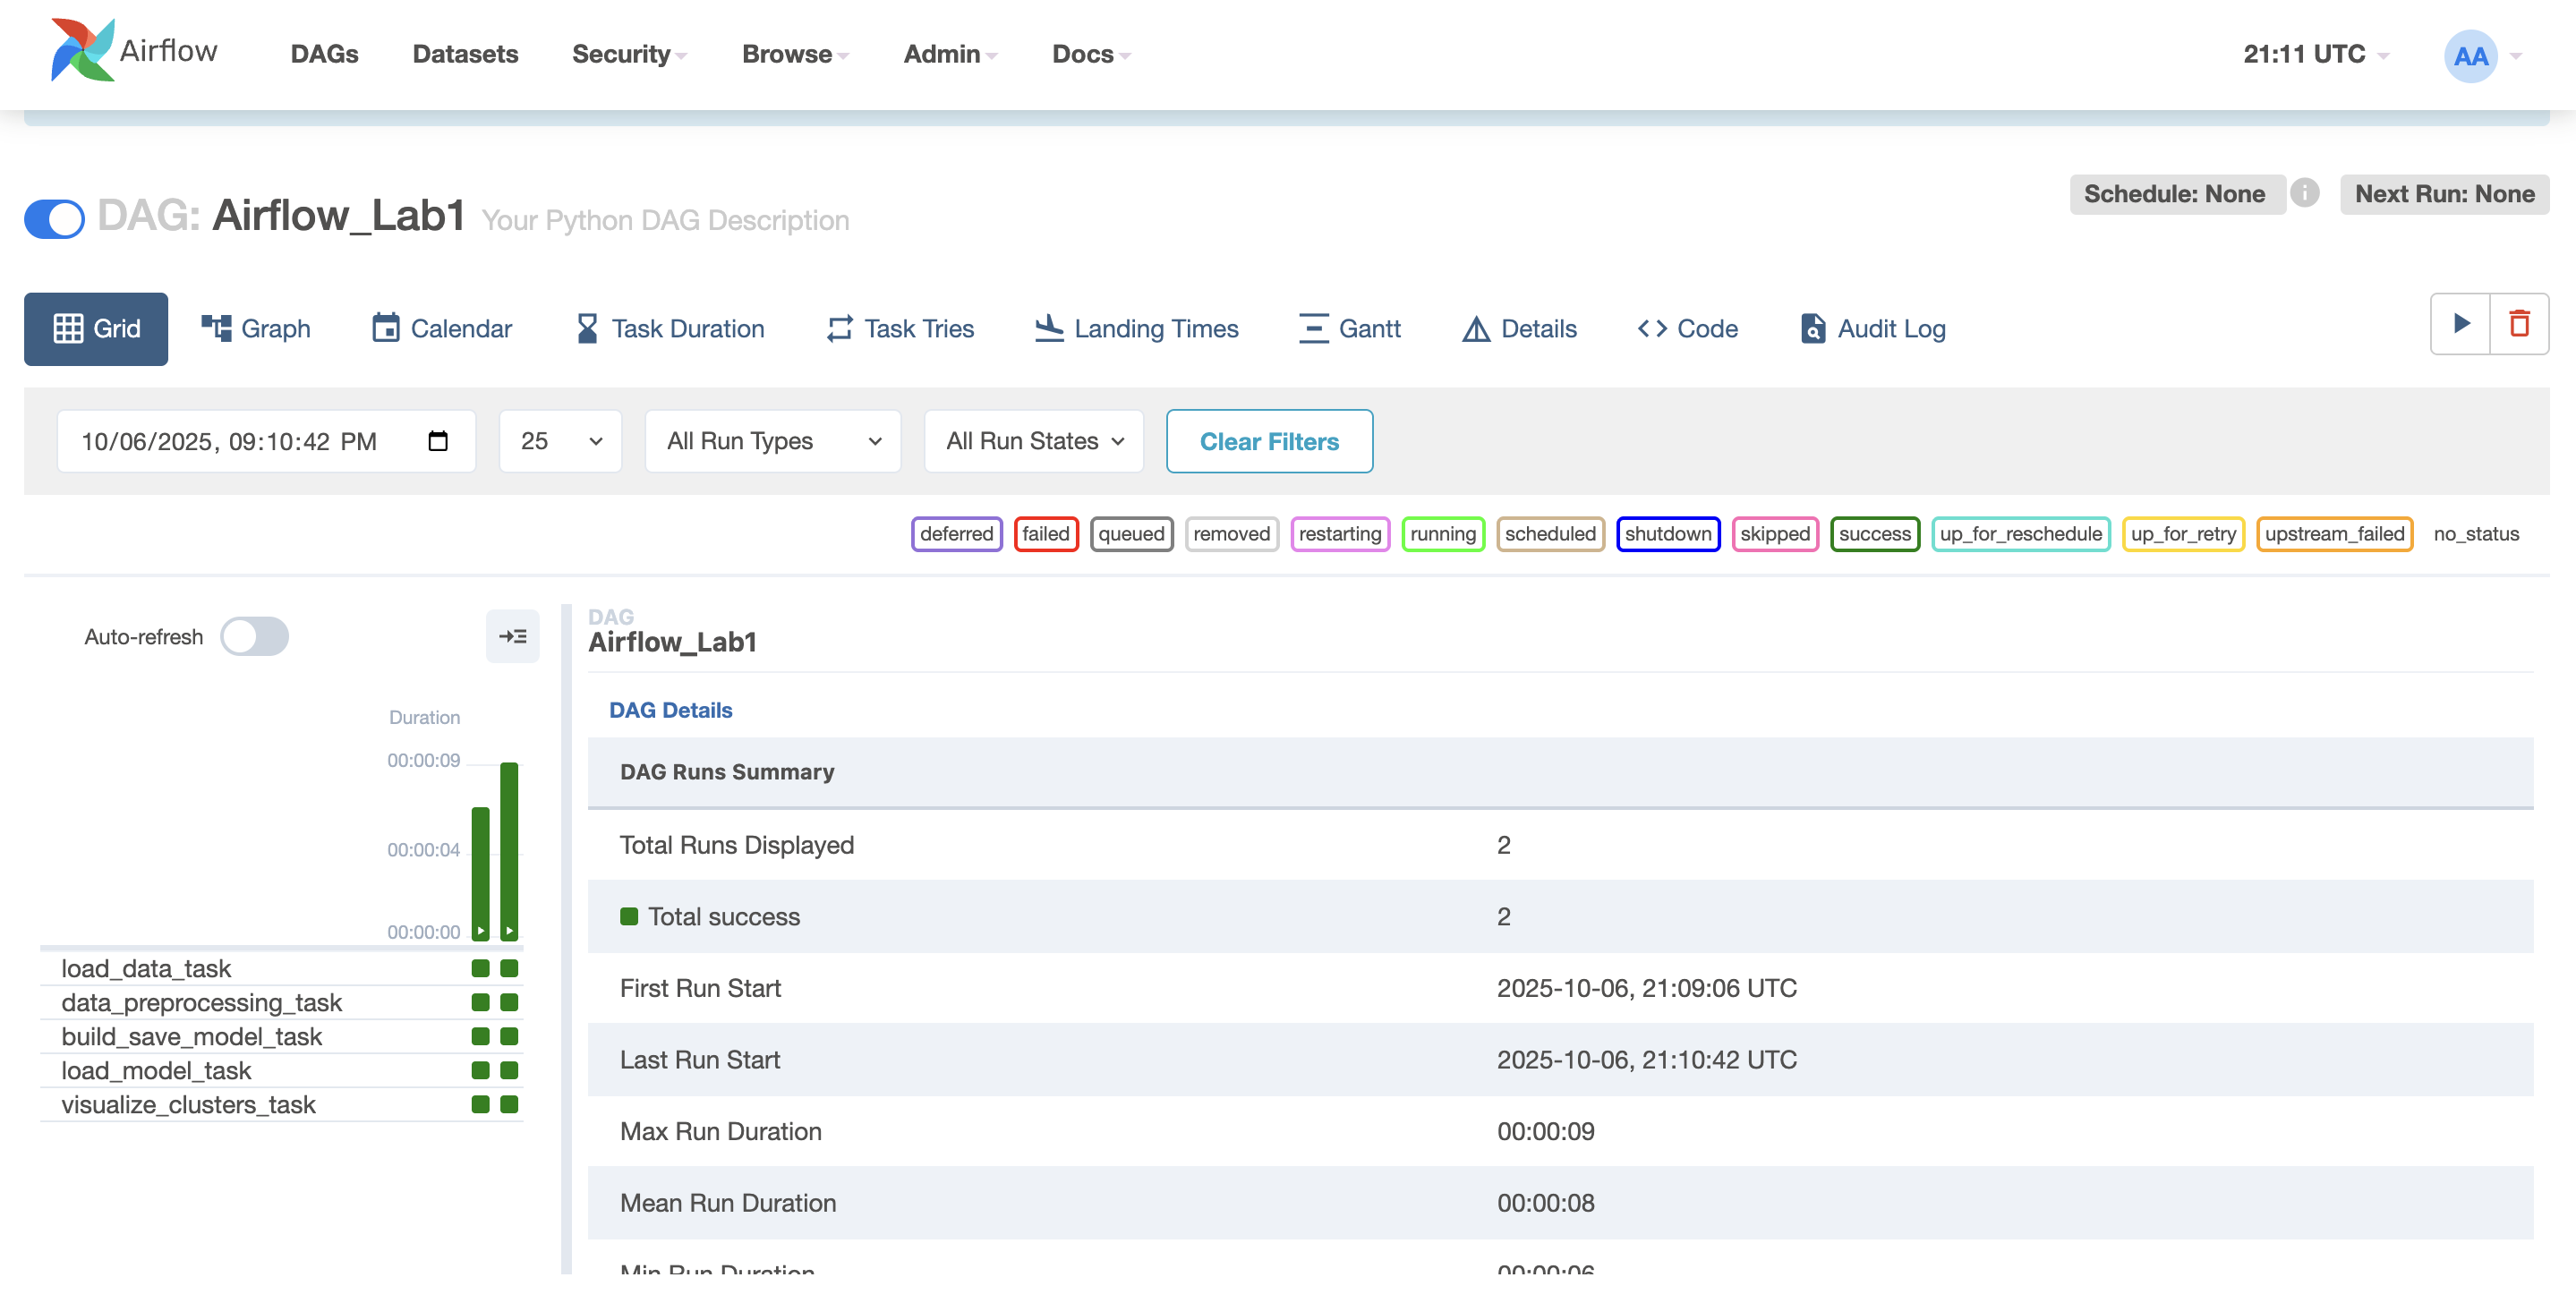 Airflow DAGs Datasets Security Browse Admin Docs 21:11 UTC AA
Schedule: None Next Run: None
DAG: Airflow_Lab1 Your Python DAG Description
Grid Graph Calendar Task Duration Task Tries Landing Times Gantt Details Code Audit Log
10/06/2025, 09:10:42 PM 25 All Run Types All Run States Clear Filters
deferred failed queued removed restarting running scheduled shutdown skipped success up_for_reschedule up_for_retry upstream_failed no_status
Auto-refresh
Duration
00:00:09
00:00:04
00:00:00
load_data_task
data_preprocessing_task
build_save_model_task
load_model_task
visualize_clusters_task
DAG
Airflow_Lab1
DAG Details
DAG Runs Summary
Total Runs Displayed 2
Total success 2
First Run Start 2025-10-06, 21:09:06 UTC
Last Run Start 2025-10-06, 21:10:42 UTC
Max Run Duration 00:00:09
Mean Run Duration 00:00:08
Min Run Duration 00:00:06